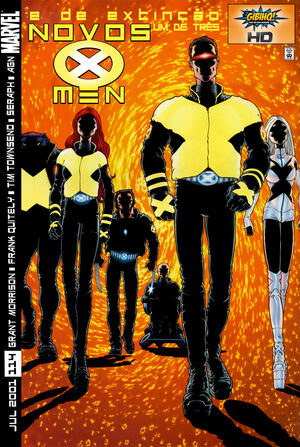 e de extinção
UM DE TRÊS
NOVOS
X
MEN
GIBIHQ!
HD
MARVEL
JUL 2001 114 GRANT MORRISON FRANK QUITELY TIM TOWNSEND SERAPH AGN